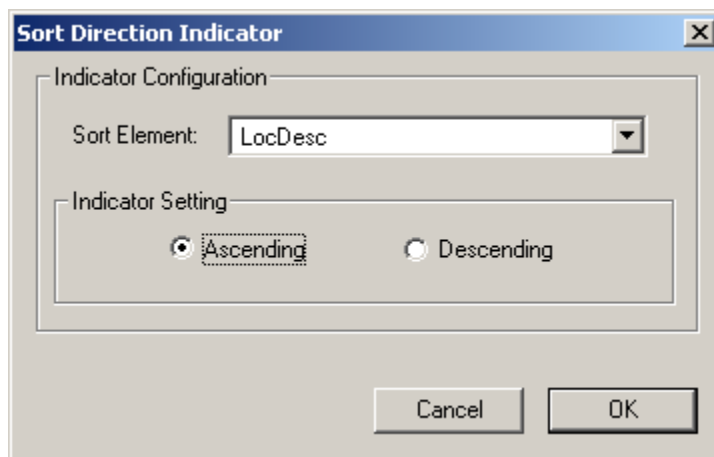 Sort Direction Indicator
Indicator Configuration
Sort Element: LocDesc
Indicator Setting
Ascending Descending
Cancel OK